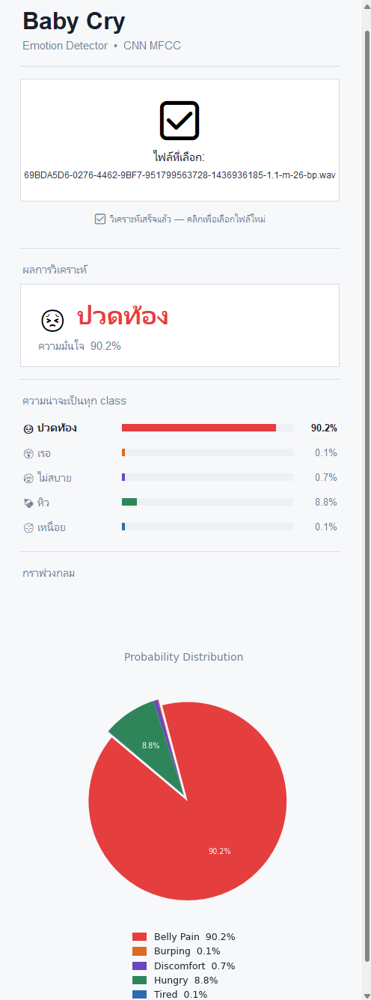 Baby Cry
Emotion Detector • CNN MFCC
ไฟล์ที่เลือก:
69BDA5D6-0276-4462-9BF7-951799563728-1436936185-1.1-m-26-bp.wav
วิเคราะห์เสร็จแล้ว — คลิกเพื่อเลือกไฟล์ใหม่
ผลการวิเคราะห์
ปวดท้อง
ความมั่นใจ 90.2%
ความน่าจะเป็นทุก class
ปวดท้อง 90.2%
เรอ 0.1%
ไม่สบาย 0.7%
หิว 8.8%
เหนื่อย 0.1%
กราฟวงกลม
Probability Distribution
8.8%
90.2%
Belly Pain 90.2%
Burping 0.1%
Discomfort 0.7%
Hungry 8.8%
Tired 0.1%